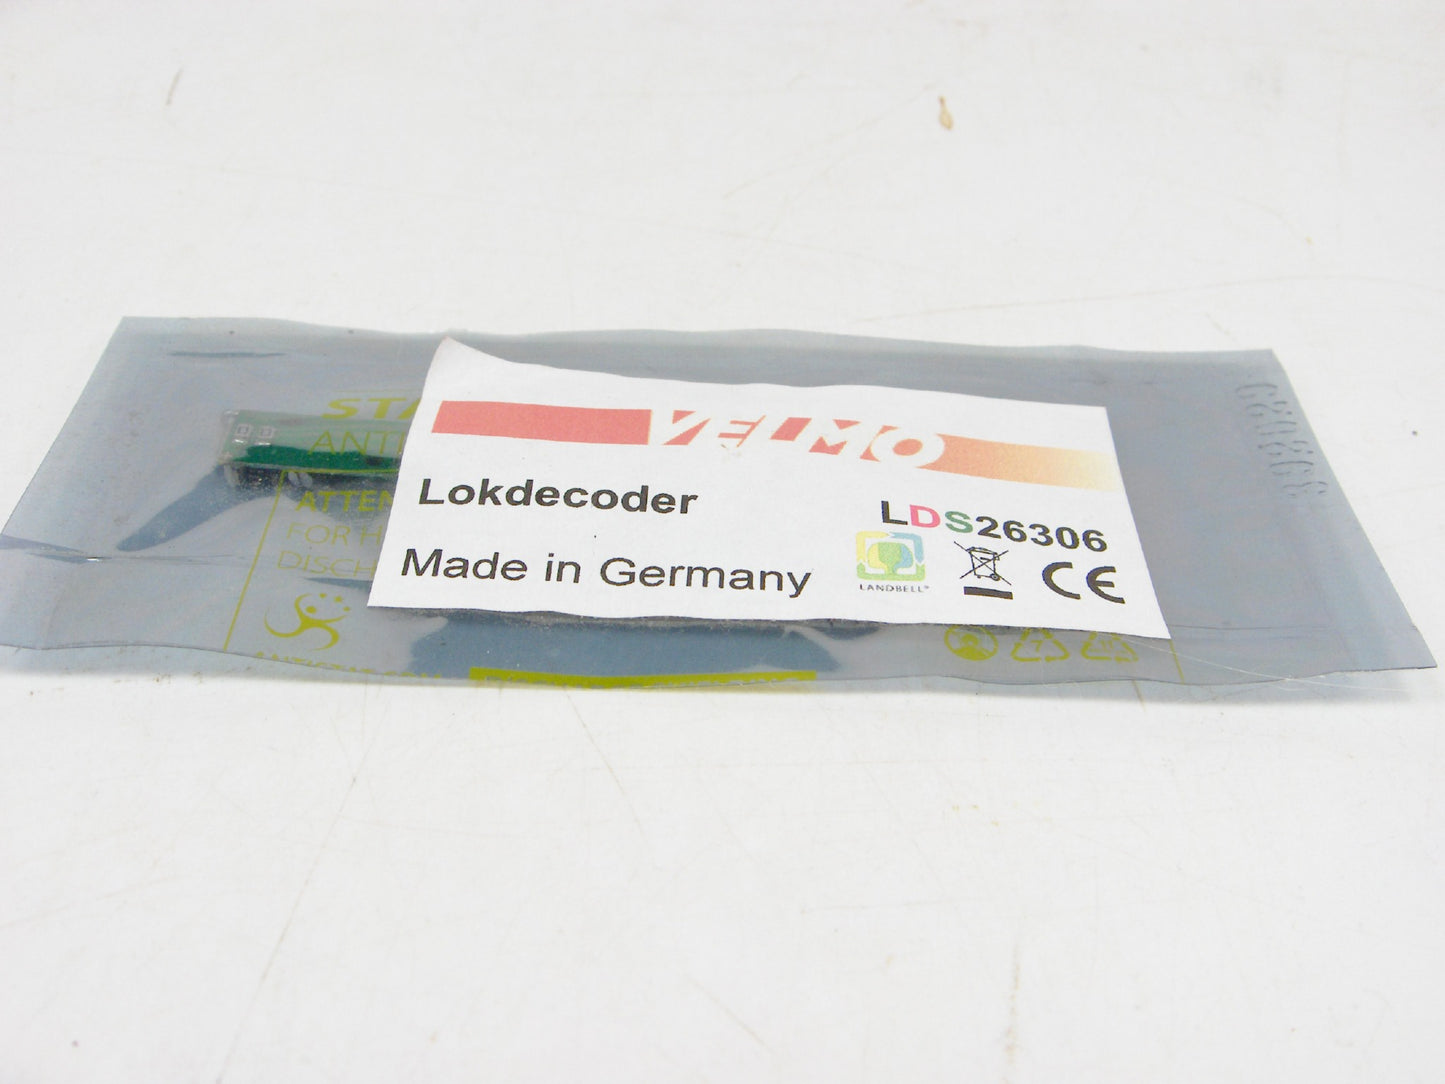 VELMO
Lokdecoder
LDS26306
Made in Germany
LANDBELL®
CE
STA
ANTI
ATTEN
FOR H
DISCH